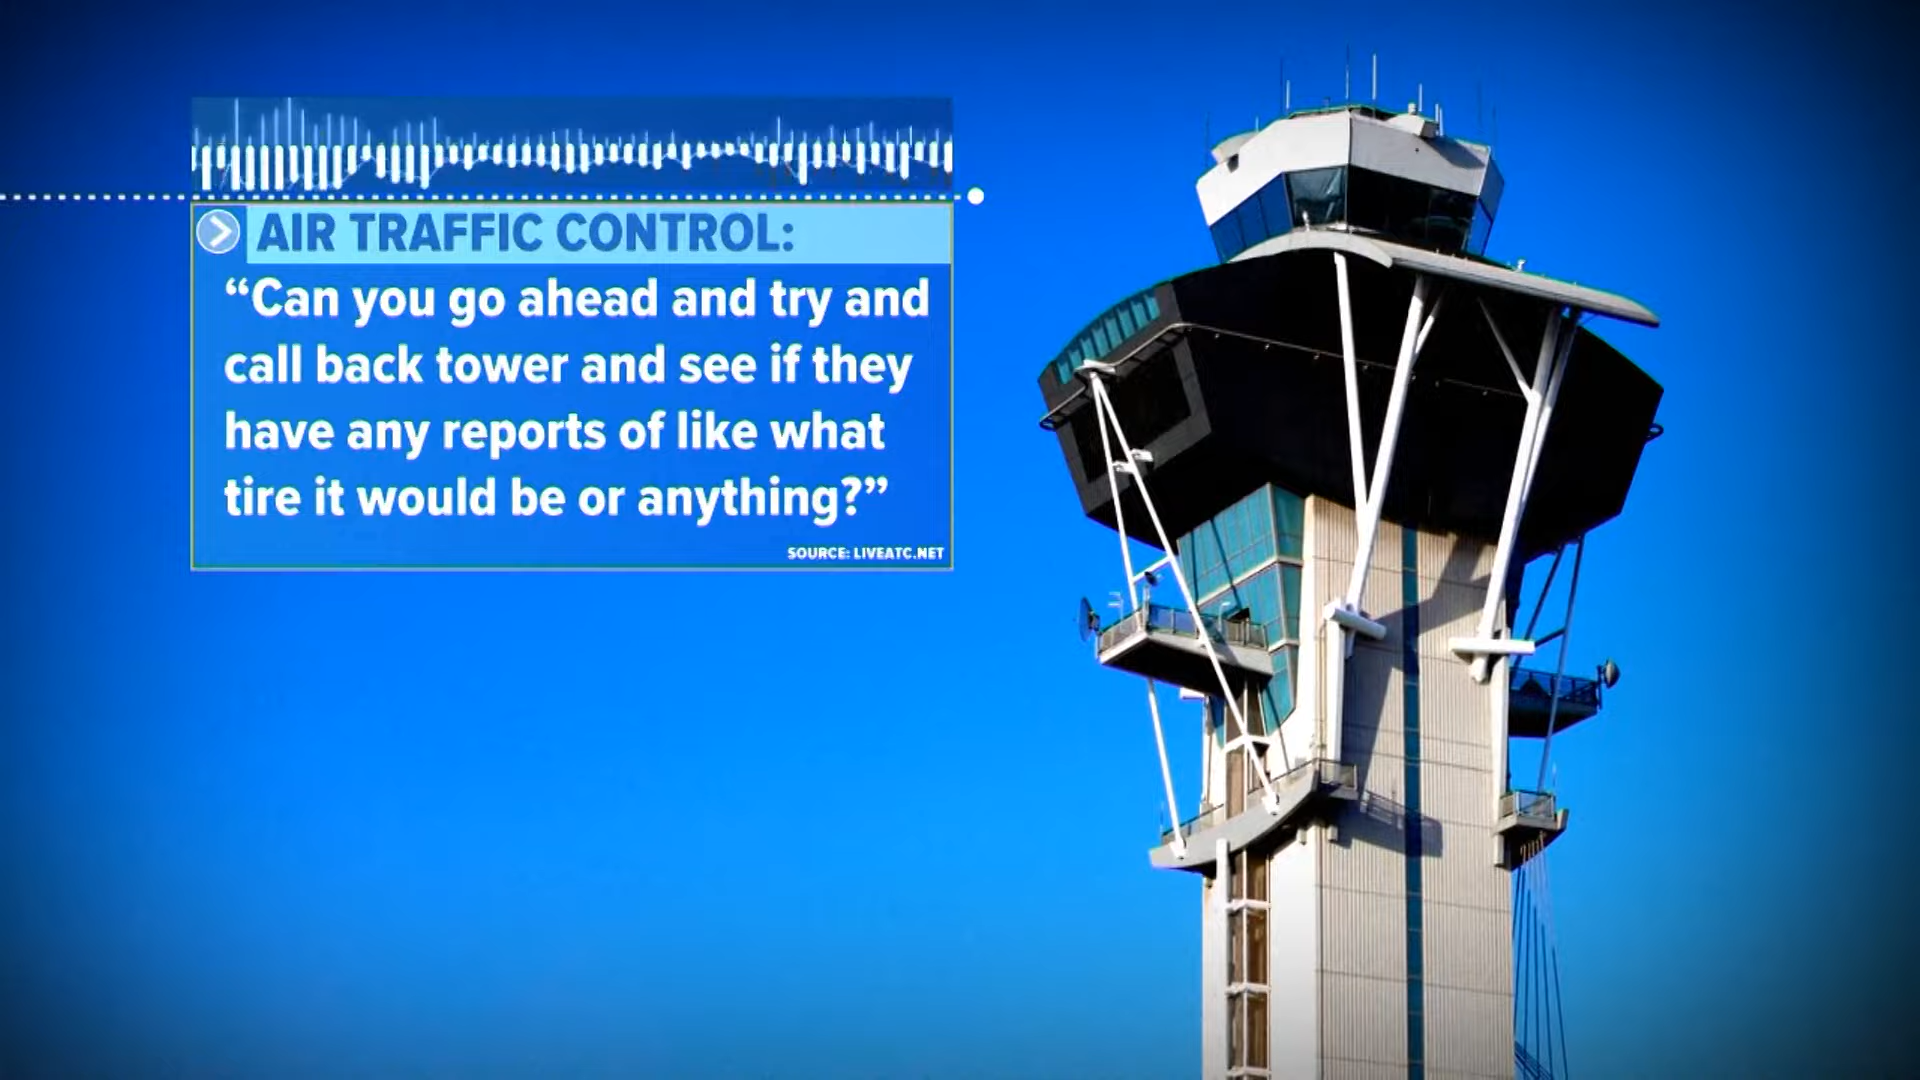 AIR TRAFFIC CONTROL:
“Can you go ahead and try and
call back tower and see if they
have any reports of like what
tire it would be or anything?”
SOURCE: LIVEATC.NET